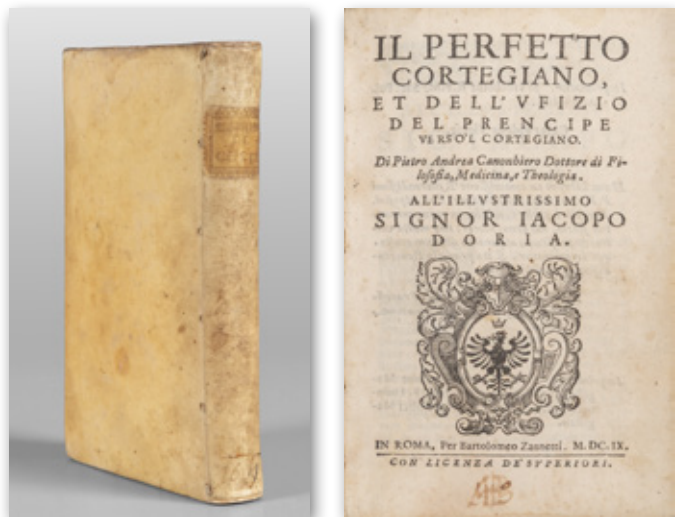 IL PERFETTO
CORTEGIANO,
ET DELL'VFIZIO
DEL PRENCIPE
VERSO'L CORTEGIANO.
Di Pietro Andrea Canonhiero Dottore di Fi-
losofia, Medicina, e Theologia.
ALL'ILLVSTRISSIMO
SIGNOR IACOPO
DORIA.
IN ROMA, Per Bartolomeo Zannetti. M. DC. IX.
CON LICENZA DE' SVPERIORI.